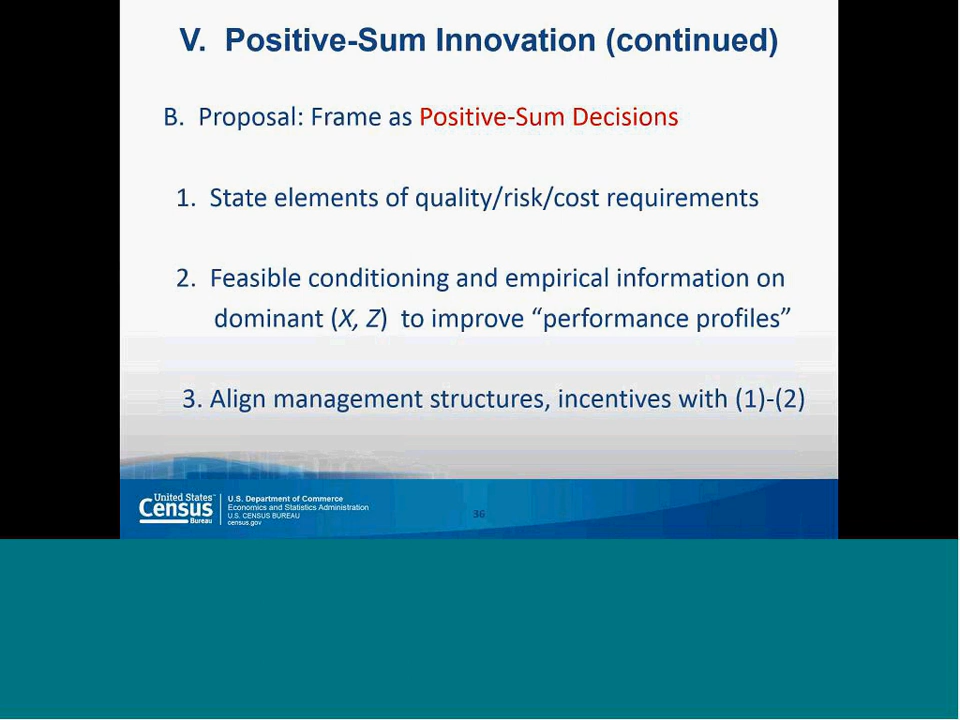 V. Positive-Sum Innovation (continued)
B. Proposal: Frame as Positive-Sum Decisions
1. State elements of quality/risk/cost requirements
2. Feasible conditioning and empirical information on
dominant (X, Z) to improve “performance profiles”
3. Align management structures, incentives with (1)-(2)
United States™
Census
Bureau
U.S. Department of Commerce
Economics and Statistics Administration
U.S. CENSUS BUREAU
census.gov
36